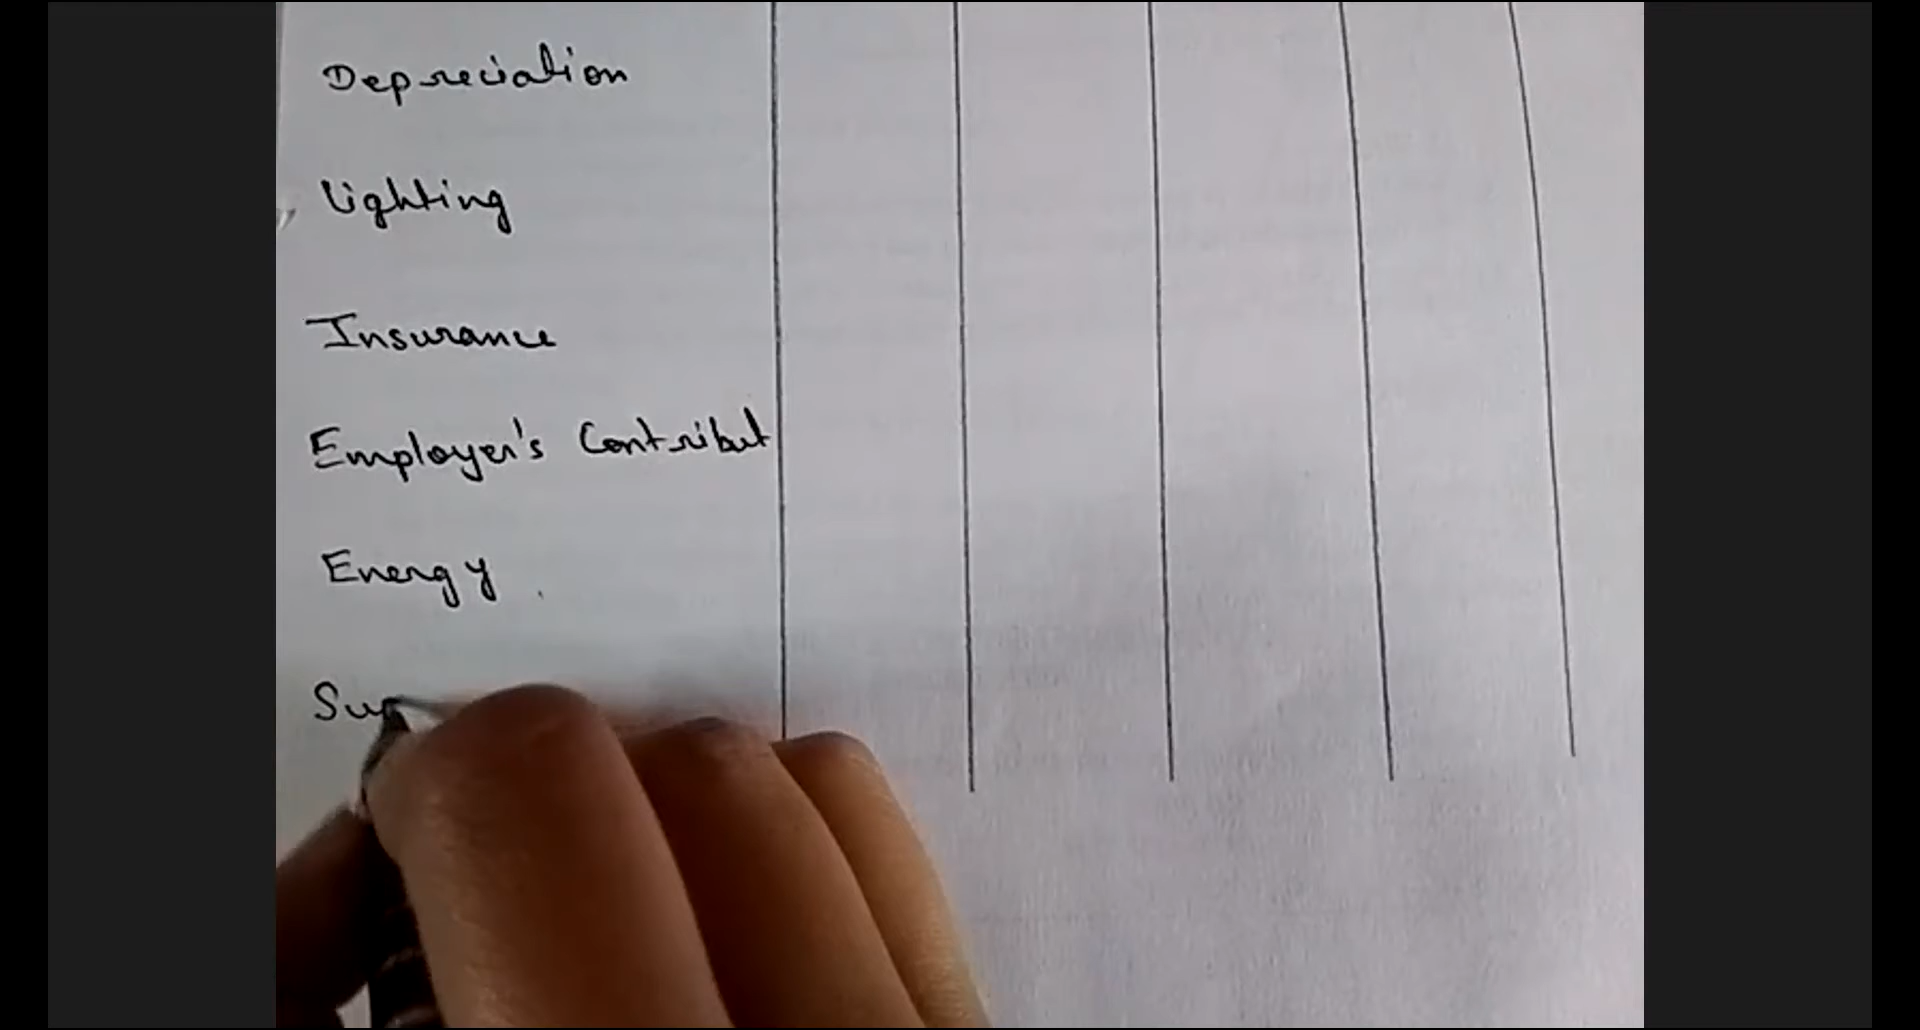 Depreciation
Lighting
Insurance
Employer's Contribut
Energy